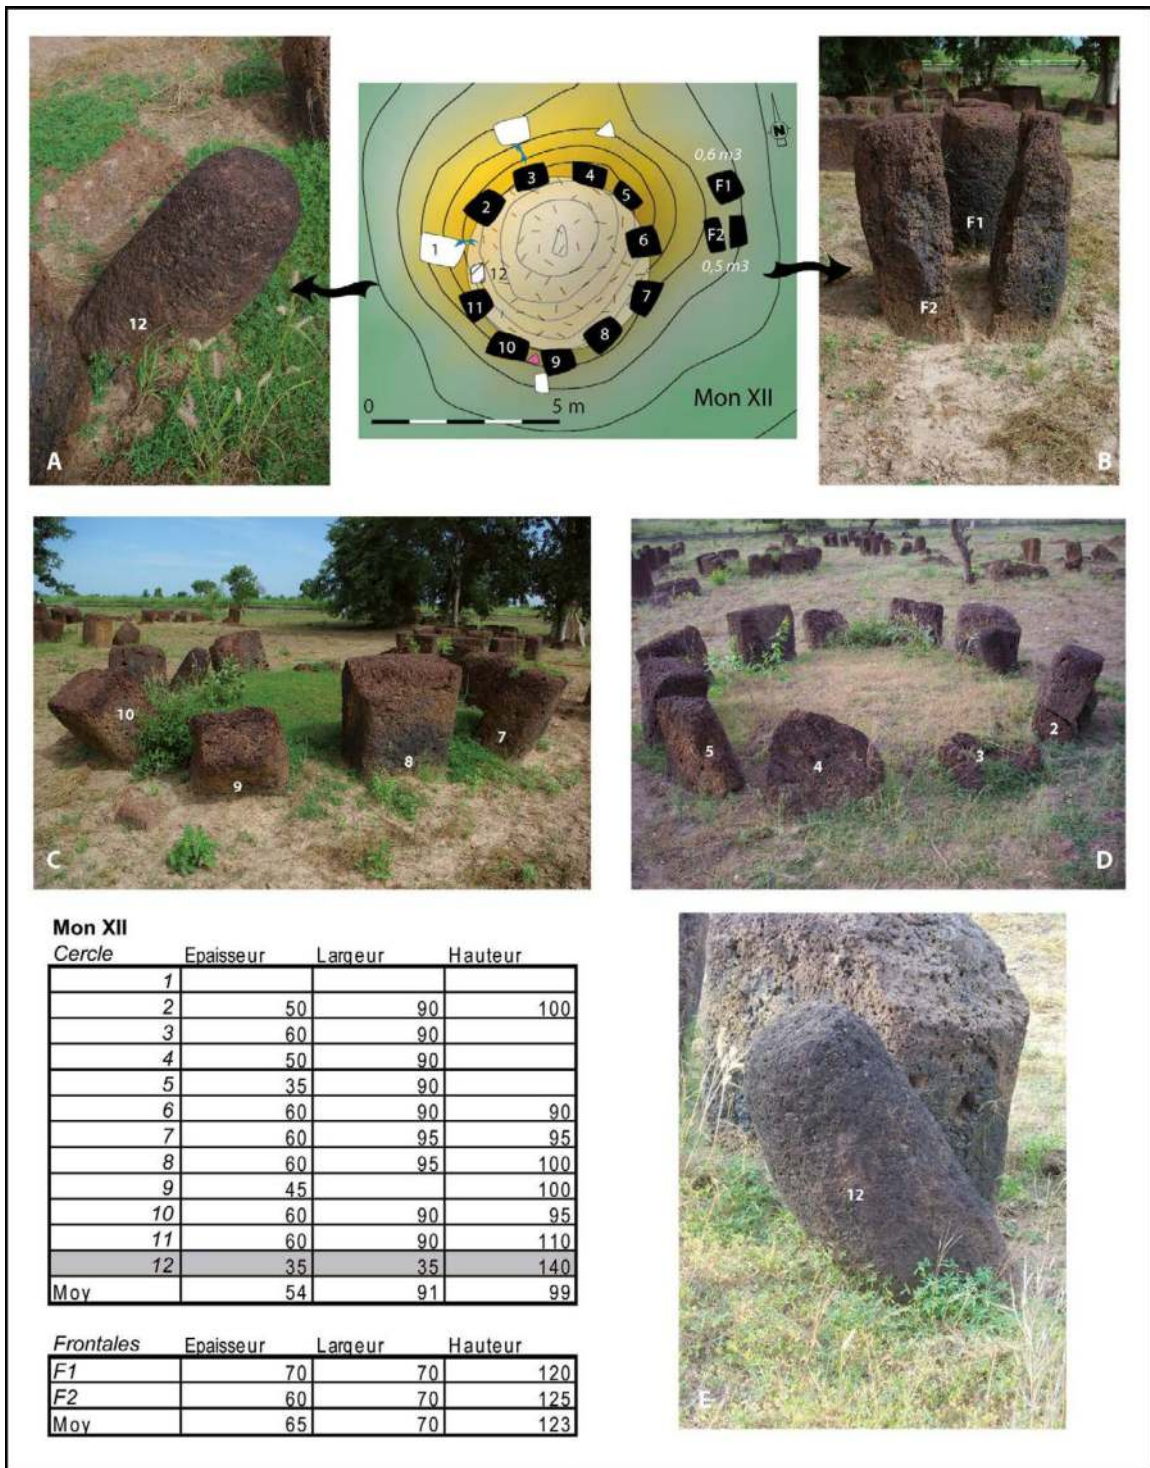 12
A
N
0,6 m3
F1
F2
0,5 m3
1
2
3
4
5
6
7
8
9
10
11
12
0
5 m
Mon XII
F1
F2
B
10
9
8
7
C
5
4
3
2
D
Mon XII
Cercle Epaisseur Largeur Hauteur
1
2 50 90 100
3 60 90
4 50 90
5 35 90
6 60 90 90
7 60 95 95
8 60 95 100
9 45 100
10 60 90 95
11 60 90 110
12 35 35 140
Moy 54 91 99
Frontales Epaisseur Largeur Hauteur
F1 70 70 120
F2 60 70 125
Moy 65 70 123
12
E